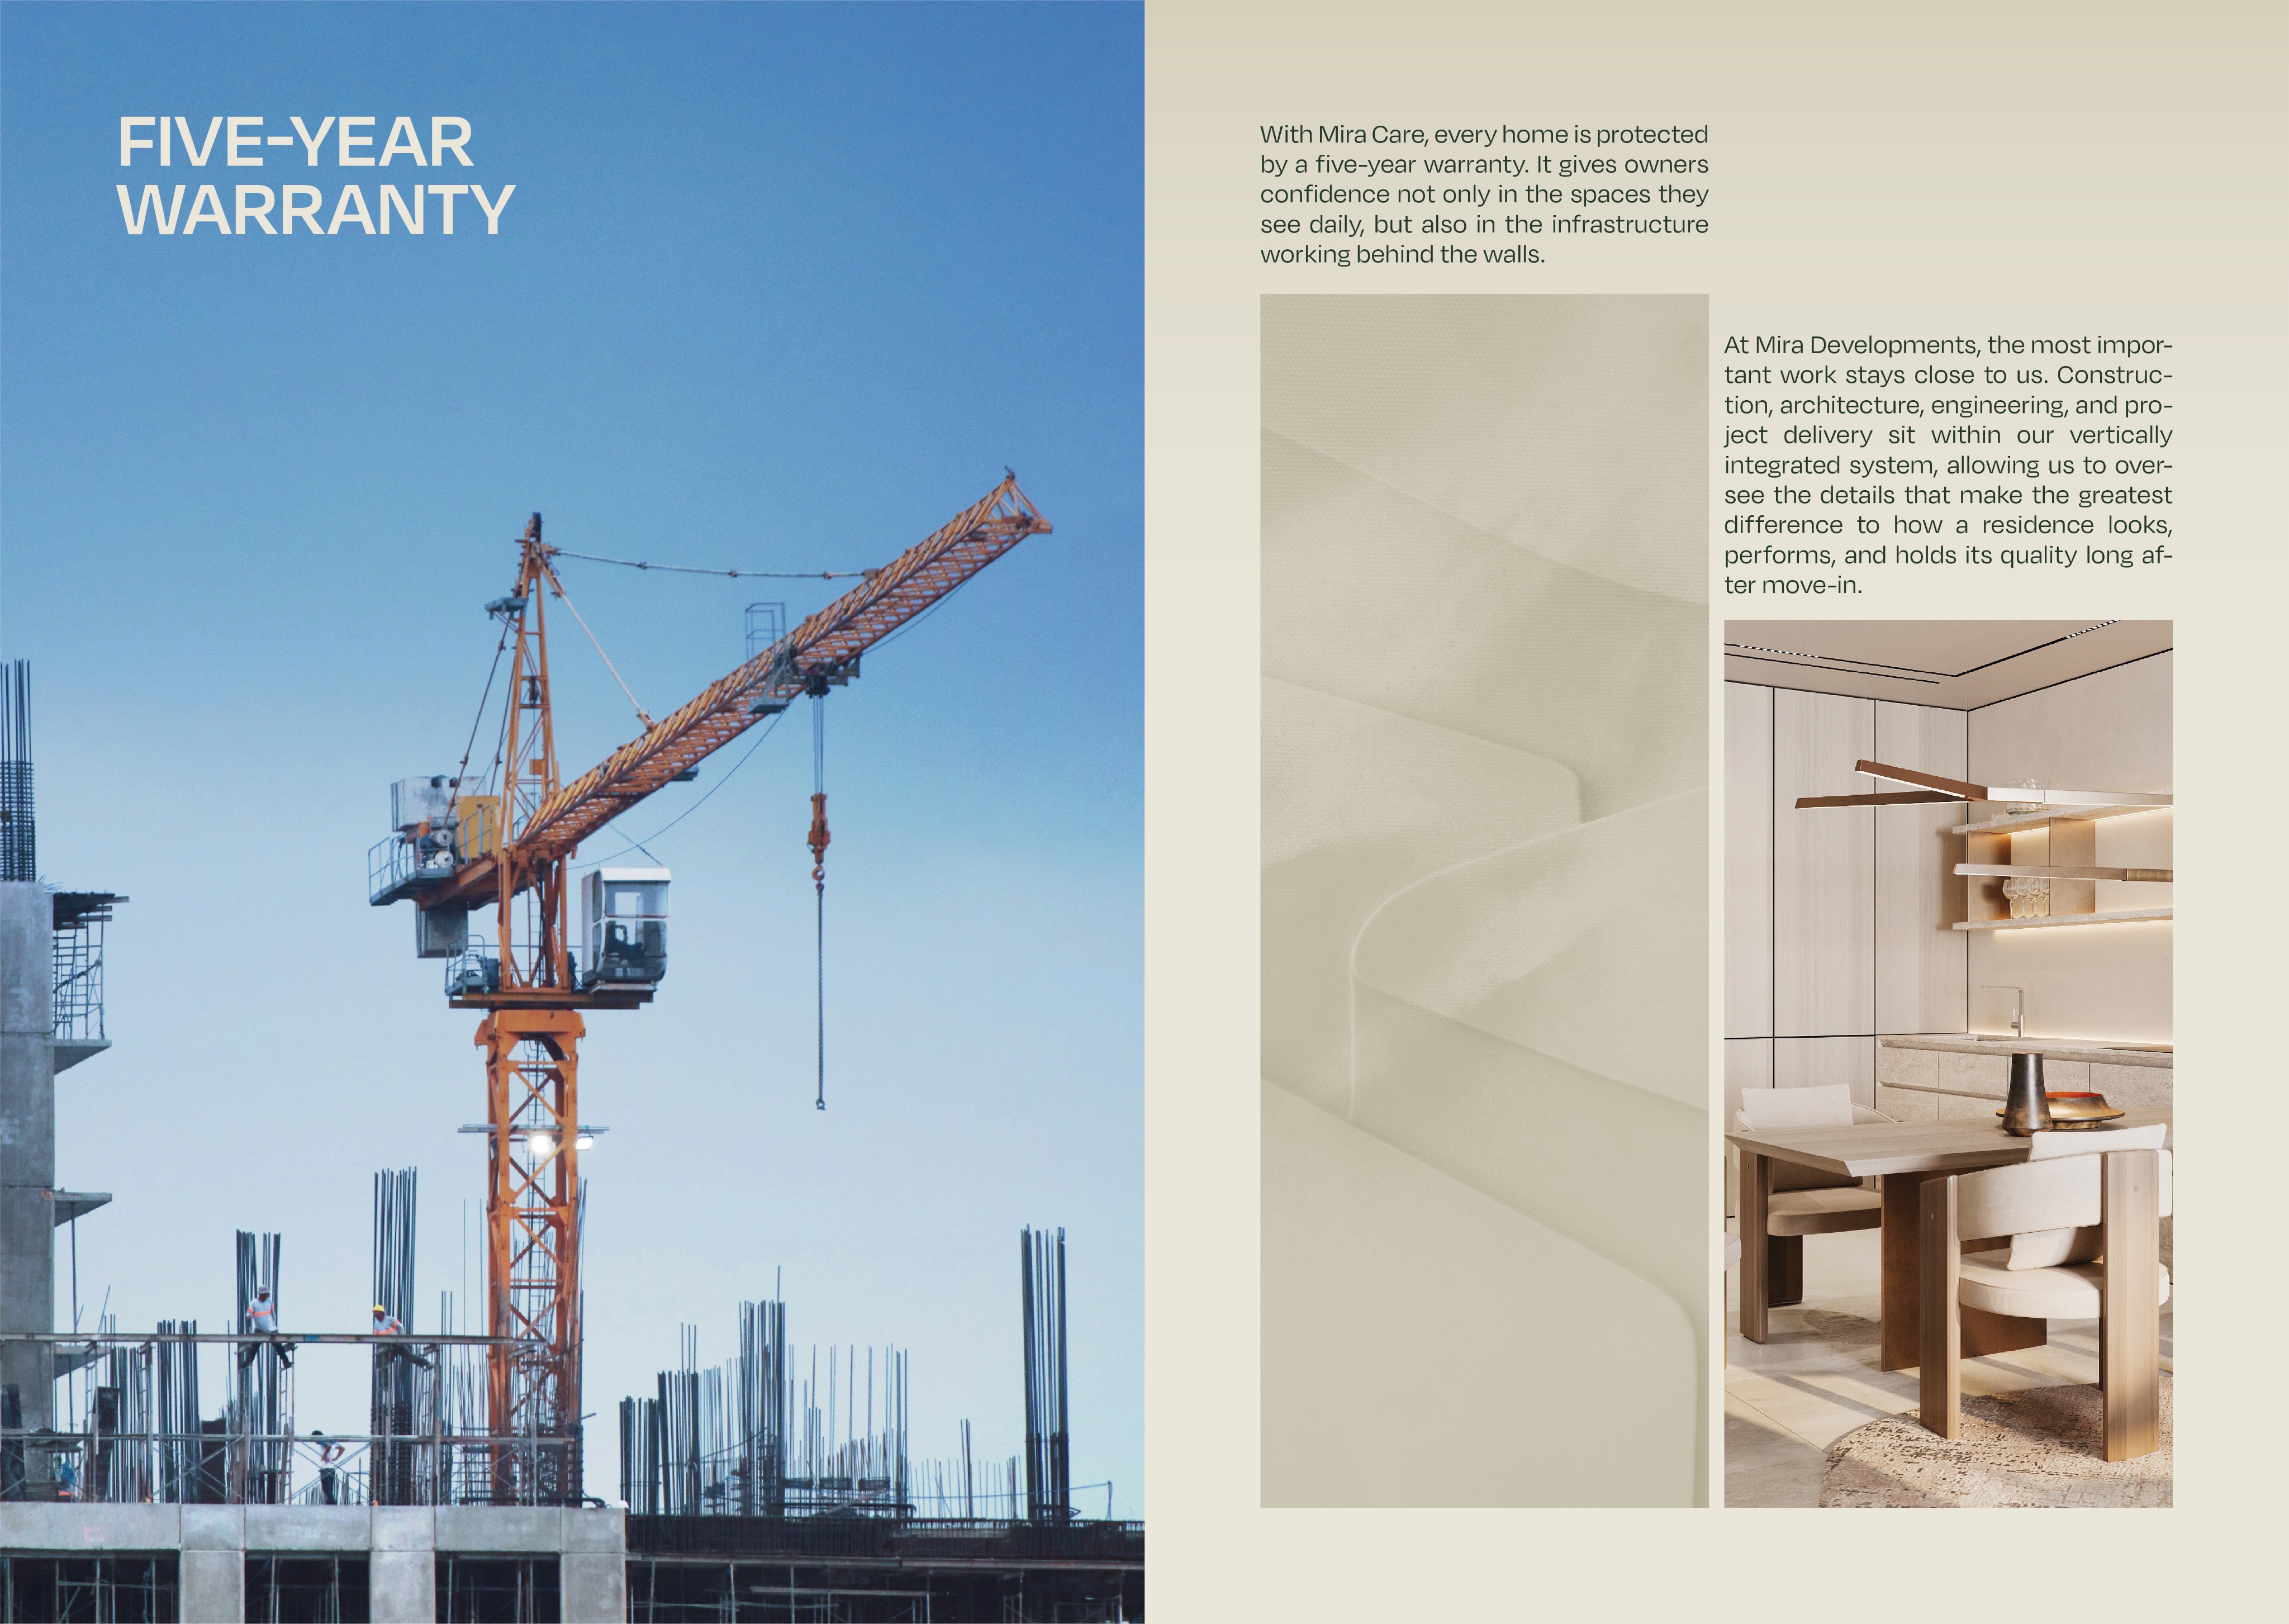 FIVE-YEAR
WARRANTY
With Mira Care, every home is protected
by a five-year warranty. It gives owners
confidence not only in the spaces they
see daily, but also in the infrastructure
working behind the walls.
At Mira Developments, the most impor-
tant work stays close to us. Construc-
tion, architecture, engineering, and pro-
ject delivery sit within our vertically
integrated system, allowing us to over-
see the details that make the greatest
difference to how a residence looks,
performs, and holds its quality long af-
ter move-in.